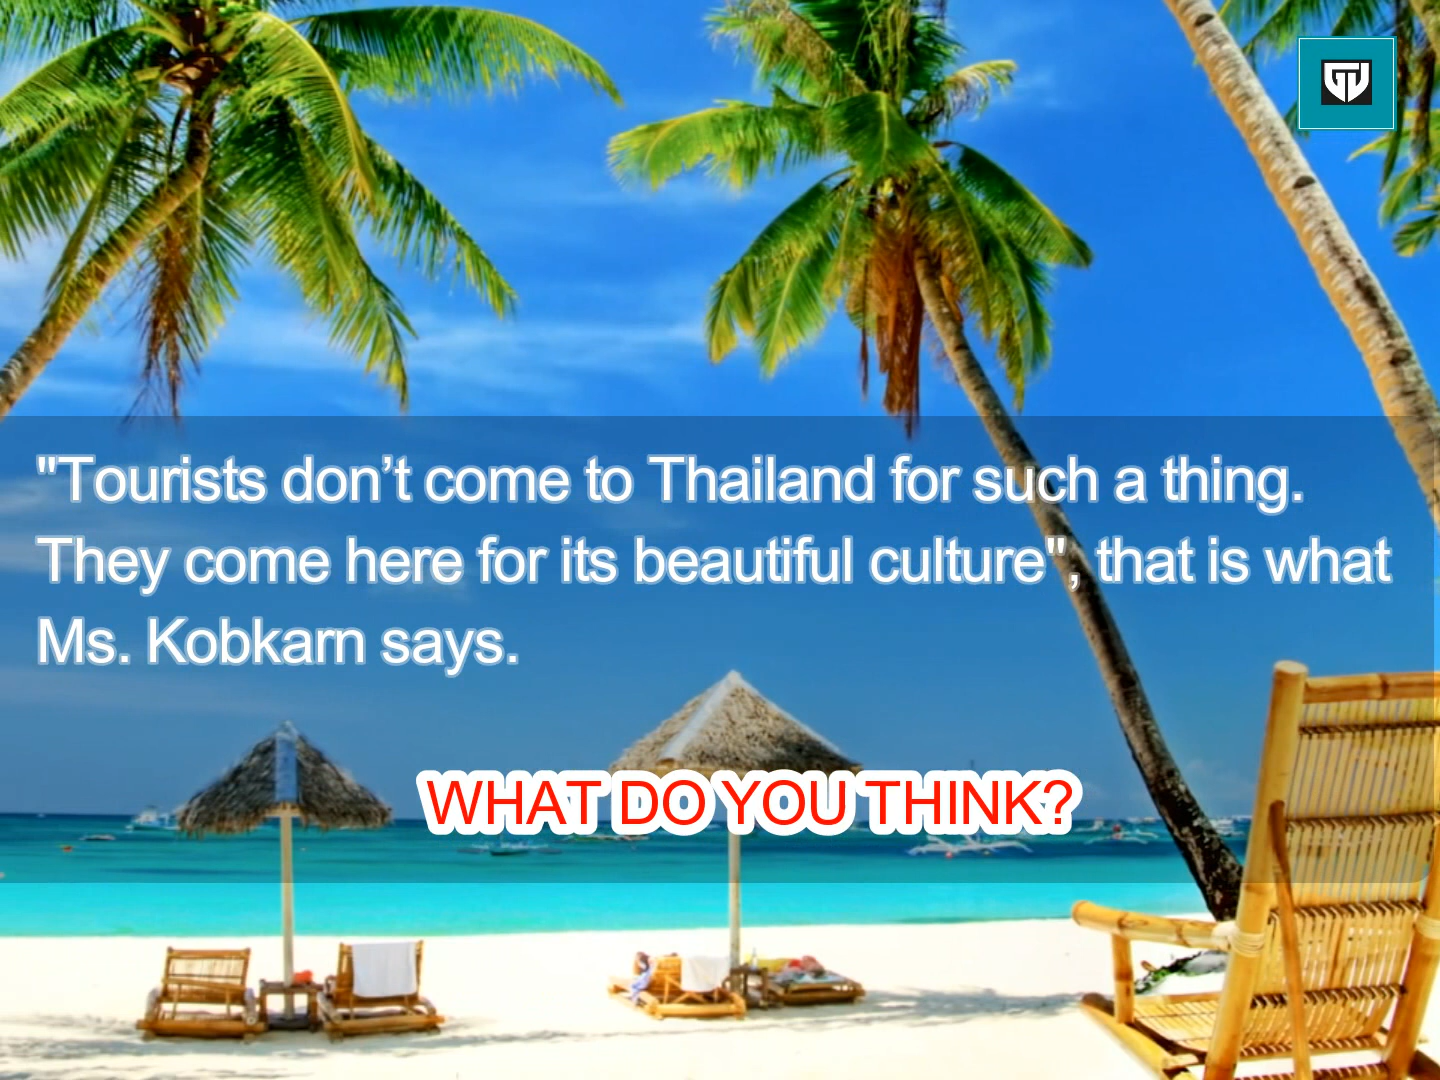 "Tourists don’t come to Thailand for such a thing.
They come here for its beautiful culture", that is what
Ms. Kobkarn says.
WHAT DO YOU THINK?